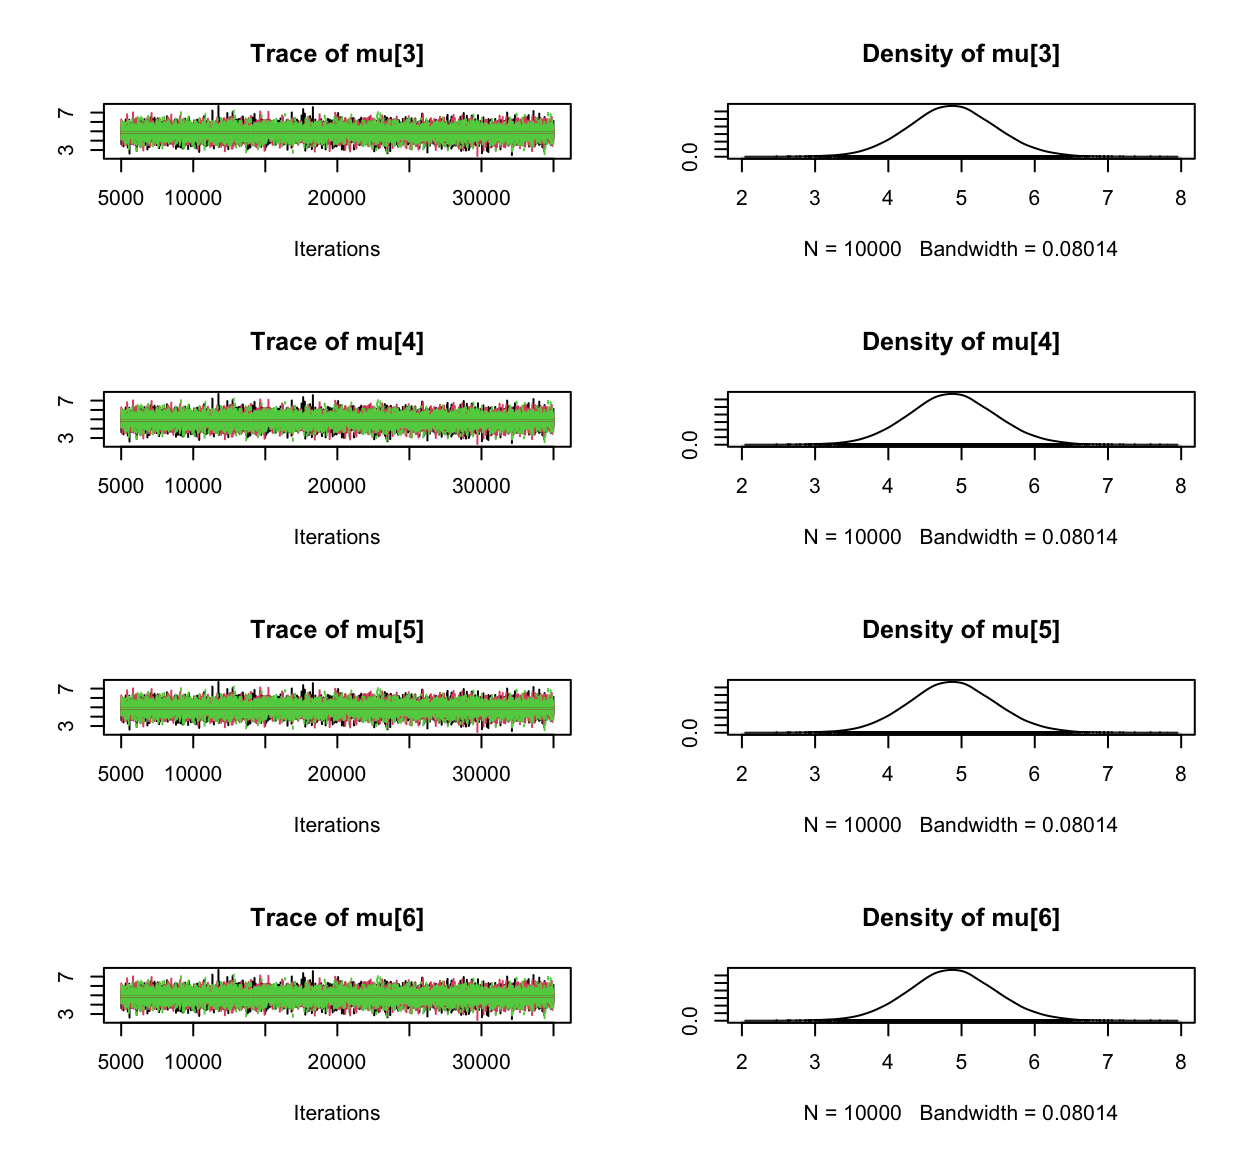 Trace of mu[3]
7
3
5000 10000 20000 30000
Iterations
Density of mu[3]
0.0
2 3 4 5 6 7 8
N = 10000 Bandwidth = 0.08014
Trace of mu[4]
7
3
5000 10000 20000 30000
Iterations
Density of mu[4]
0.0
2 3 4 5 6 7 8
N = 10000 Bandwidth = 0.08014
Trace of mu[5]
7
3
5000 10000 20000 30000
Iterations
Density of mu[5]
0.0
2 3 4 5 6 7 8
N = 10000 Bandwidth = 0.08014
Trace of mu[6]
7
3
5000 10000 20000 30000
Iterations
Density of mu[6]
0.0
2 3 4 5 6 7 8
N = 10000 Bandwidth = 0.08014